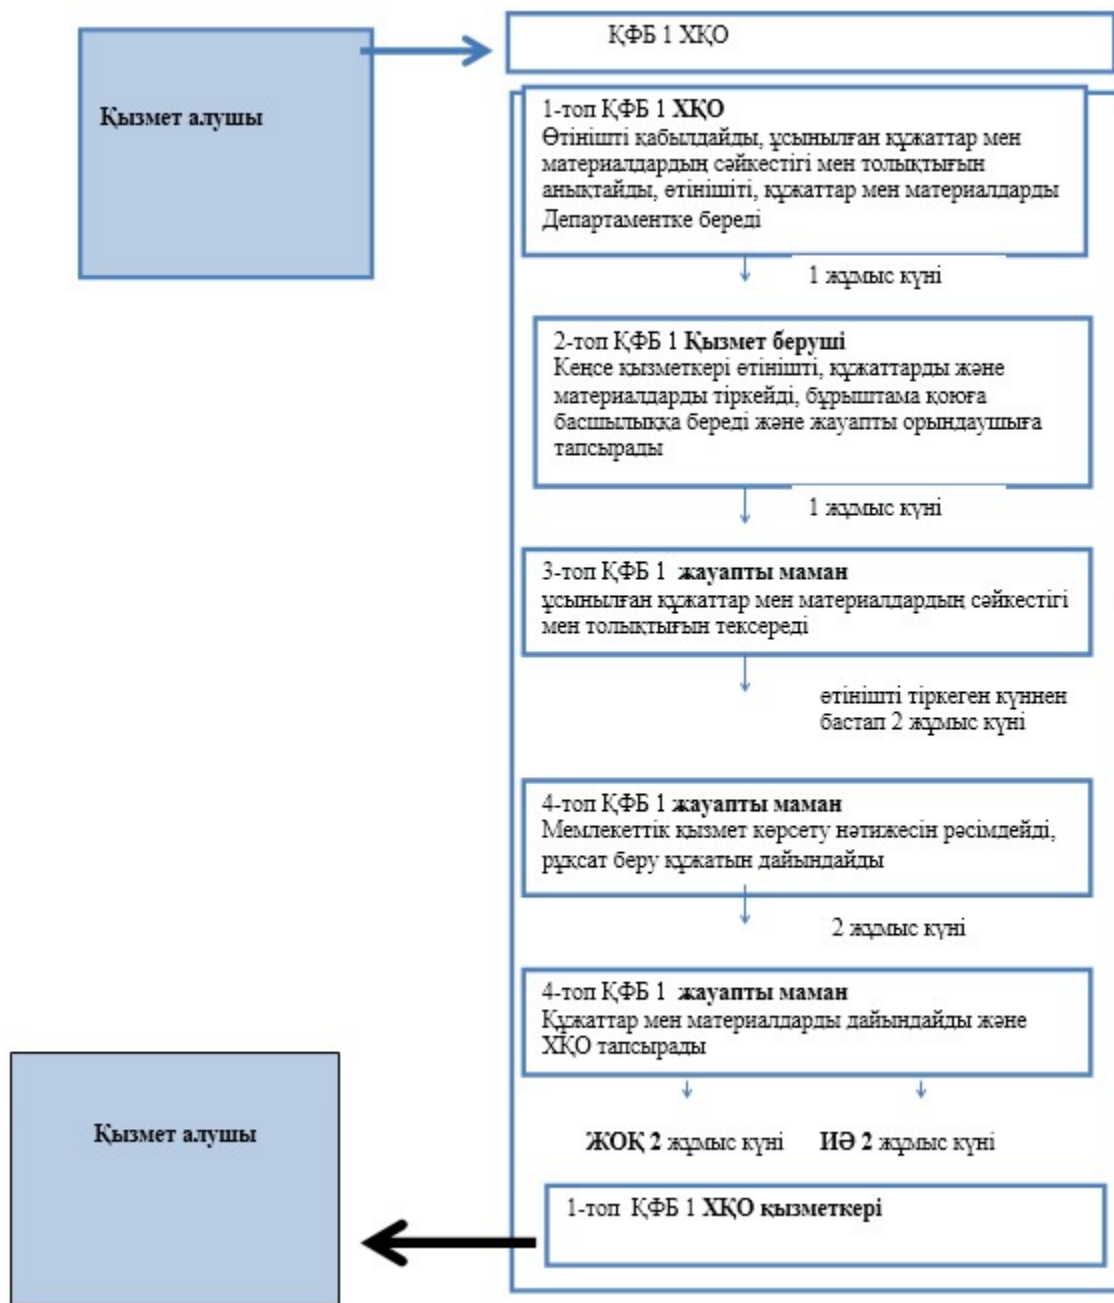 Қызмет алушы
ҚФБ 1 ХҚО
1-топ ҚФБ 1 ХҚО
Өтінішті қабылдайды, ұсынылған құжаттар мен
материалдардың сәйкестігі мен толықтығын
анықтайды, өтінішіті, құжаттар мен материалдарды
Департаментке береді
1 жұмыс күні
2-топ ҚФБ 1 Қызмет беруші
Кеңсе қызметкері өтінішті, құжаттарды және
материалдарды тіркейді, бұрыштама қоюға
басшылыққа береді және жауапты орындаушыға
тапсырады
1 жұмыс күні
3-топ ҚФБ 1 жауапты маман
ұсынылған құжаттар мен материалдардың сәйкестігі
мен толықтығын тексереді
өтінішті тіркеген күннен
бастап 2 жұмыс күні
4-топ ҚФБ 1 жауапты маман
Мемлекеттік қызмет көрсету нәтижесін рәсімдейді,
рұқсат беру құжатын дайындайды
2 жұмыс күні
4-топ ҚФБ 1 жауапты маман
Құжаттар мен материалдарды дайындайды және
ХҚО тапсырады
ЖОҚ 2 жұмыс күні
ИӘ 2 жұмыс күні
1-топ ҚФБ 1 ХҚО қызметкері
Қызмет алушы